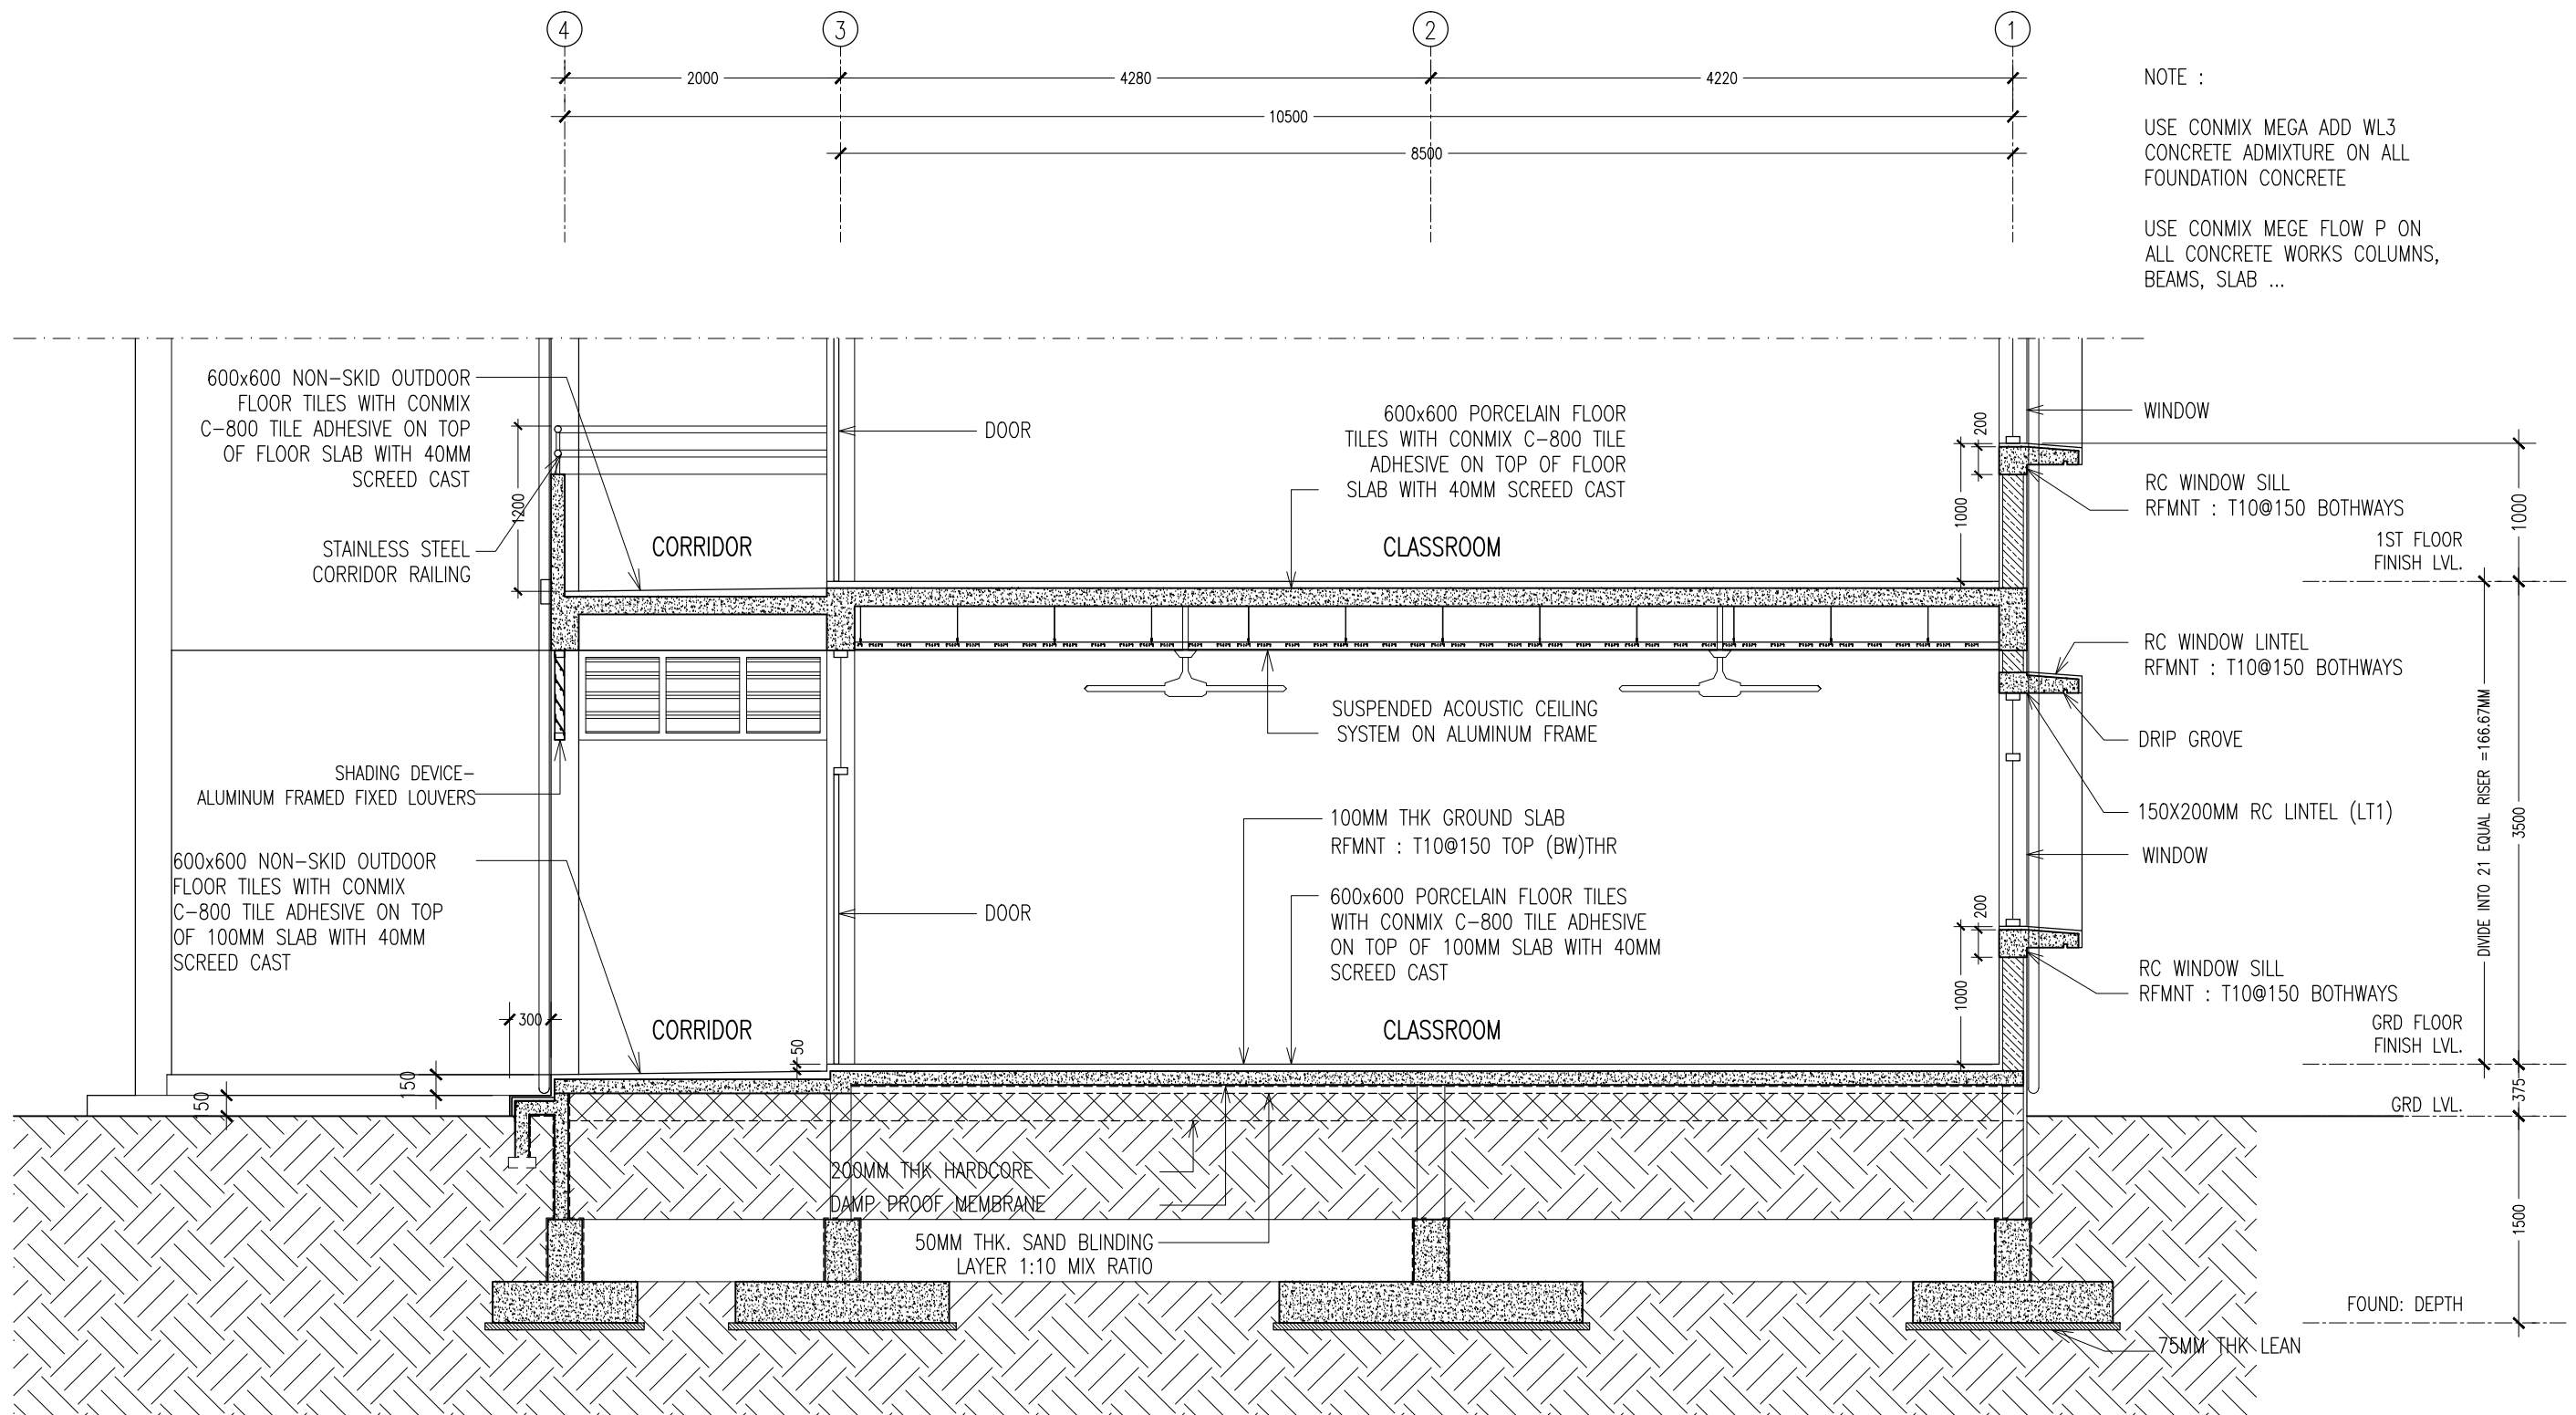 4
3
2
1
2000
4280
4220
10500
8500
NOTE :
USE CONMIX MEGA ADD WL3
CONCRETE ADMIXTURE ON ALL
FOUNDATION CONCRETE
USE CONMIX MEGE FLOW P ON
ALL CONCRETE WORKS COLUMNS,
BEAMS, SLAB ...
600x600 NON-SKID OUTDOOR
FLOOR TILES WITH CONMIX
C-800 TILE ADHESIVE ON TOP
OF FLOOR SLAB WITH 40MM
SCREED CAST
1200
STAINLESS STEEL
CORRIDOR RAILING
CORRIDOR
DOOR
600x600 PORCELAIN FLOOR
TILES WITH CONMIX C-800 TILE
ADHESIVE ON TOP OF FLOOR
SLAB WITH 40MM SCREED CAST
CLASSROOM
1000
200
WINDOW
RC WINDOW SILL
RFMNT : T10@150 BOTHWAYS
1ST FLOOR
FINISH LVL.
1000
RC WINDOW LINTEL
RFMNT : T10@150 BOTHWAYS
SUSPENDED ACOUSTIC CEILING
SYSTEM ON ALUMINUM FRAME
DRIP GROVE
SHADING DEVICE-
ALUMINUM FRAMED FIXED LOUVERS
150X200MM RC LINTEL (LT1)
WINDOW
DIVIDE INTO 21 EQUAL RISER =166.67MM
3500
100MM THK GROUND SLAB
RFMNT : T10@150 TOP (BW)THR
600x600 NON-SKID OUTDOOR
FLOOR TILES WITH CONMIX
C-800 TILE ADHESIVE ON TOP
OF 100MM SLAB WITH 40MM
SCREED CAST
DOOR
600x600 PORCELAIN FLOOR TILES
WITH CONMIX C-800 TILE ADHESIVE
ON TOP OF 100MM SLAB WITH 40MM
SCREED CAST
200
1000
RC WINDOW SILL
RFMNT : T10@150 BOTHWAYS
300
CORRIDOR
50
CLASSROOM
GRD FLOOR
FINISH LVL.
150
150
375
GRD LVL.
200MM THK HARDCORE
DAMP PROOF MEMBRANE
50MM THK. SAND BLINDING
LAYER 1:10 MIX RATIO
1500
FOUND: DEPTH
75MM THK LEAN